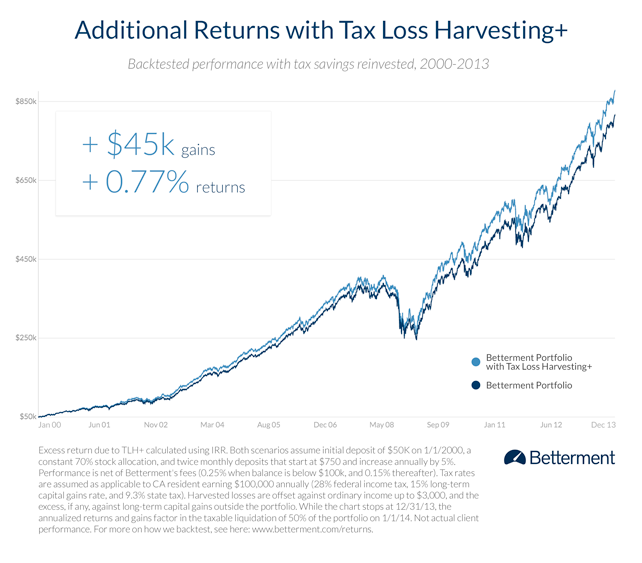 Additional Returns with Tax Loss Harvesting+
Backtested performance with tax savings reinvested, 2000-2013
$850k
+ $45k gains
+ 0.77% returns
$650k
$450k
$250k
Betterment Portfolio
with Tax Loss Harvesting+
Betterment Portfolio
$50k
Jan 00 Jun 01 Nov 02 Mar 04 Aug 05 Dec 06 May 08 Sep 09 Jan 11 Jun 12 Dec 13
Excess return due to TLH+ calculated using IRR. Both scenarios assume initial deposit of $50K on 1/1/2000, a
constant 70% stock allocation, and twice monthly deposits that start at $750 and increase annually by 5%.
Performance is net of Betterment's fees (0.25% when balance is below $100k, and 0.15% thereafter). Tax rates
are assumed as applicable to CA resident earning $100,000 annually (28% federal income tax, 15% long-term
capital gains rate, and 9.3% state tax). Harvested losses are offset against ordinary income up to $3,000, and the
excess, if any, against long-term capital gains outside the portfolio. While the chart stops at 12/31/13, the
annualized returns and gains factor in the taxable liquidation of 50% of the portfolio on 1/1/14. Not actual client
performance. For more on how we backtest, see here: www.betterment.com/returns.
Betterment